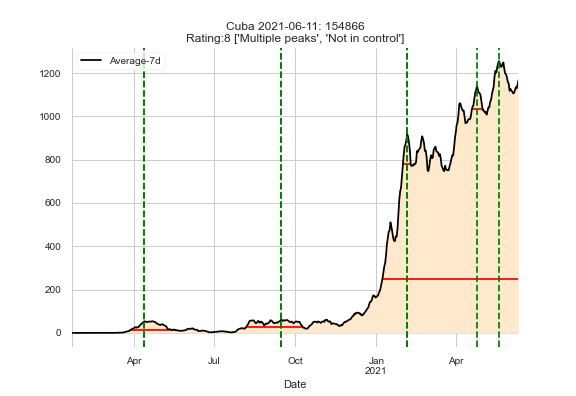 Cuba 2021-06-11: 154866
Rating:8 ['Multiple peaks', 'Not in control']
Average-7d
1200
1000
800
600
400
200
0
Apr Jul Oct Jan Apr
2021
Date